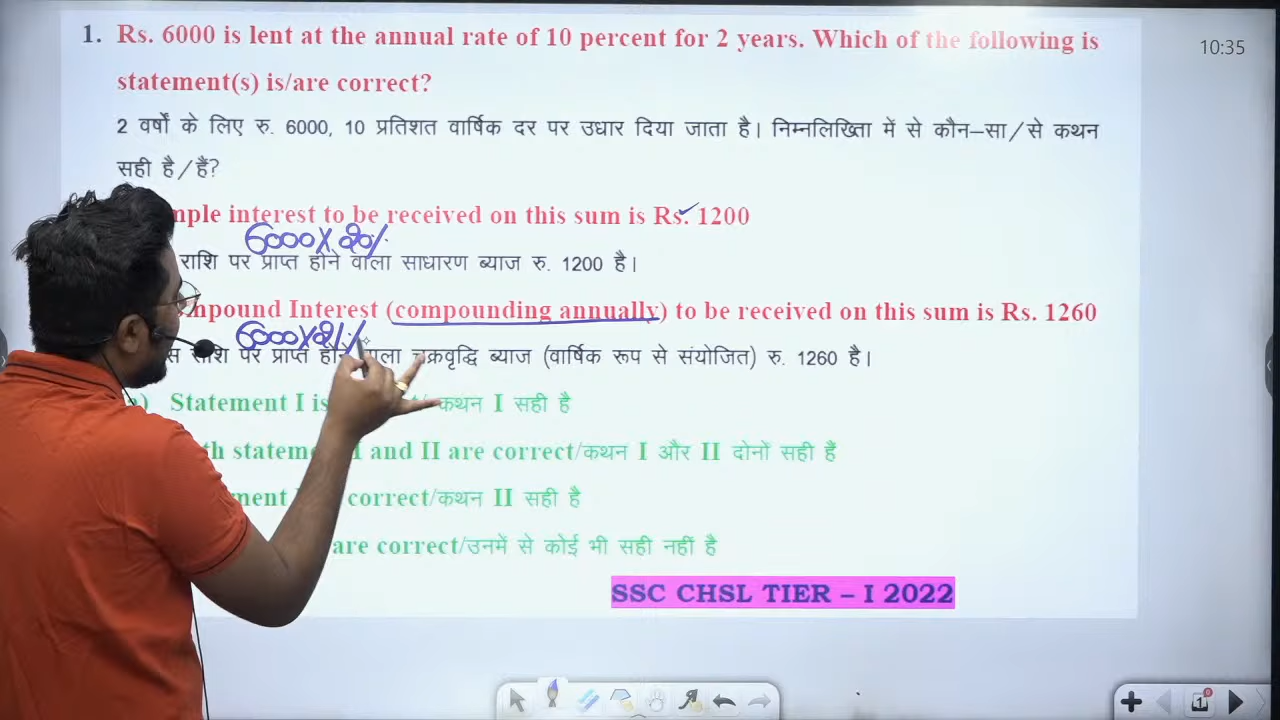 1. Rs. 6000 is lent at the annual rate of 10 percent for 2 years. Which of the following is
10:35
statement(s) is/are correct?
2 वर्षों के लिए रु. 6000, 10 प्रतिशत वार्षिक दर पर उधार दिया जाता है। निम्नलिखिता में से कौन–सा/से कथन
सही है/हैं?
mple interest to be received on this sum is Rs. 1200
6000 x 20%
राशि पर प्राप्त होने वाला साधारण ब्याज रु. 1200 है।
mpound Interest (compounding annually) to be received on this sum is Rs. 1260
6000 x 21%
स राशि पर प्राप्त होने वाला चक्रवृद्धि ब्याज (वार्षिक रूप से संयोजित) रु. 1260 है।
) Statement I is /कथन I सही है
th stateme I and II are correct/कथन I और II दोनों सही हैं
ment correct/कथन II सही है
are correct/उनमें से कोई भी सही नहीं है
SSC CHSL TIER – I 2022
1